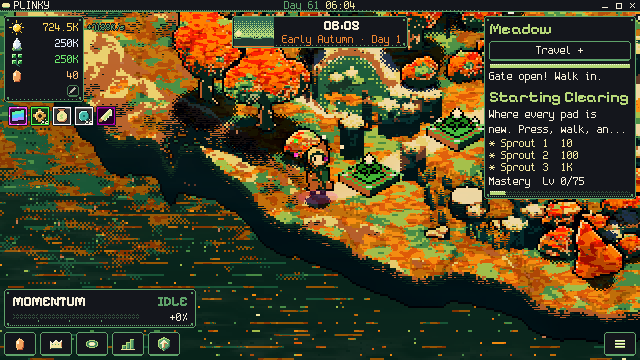 PLINKY
Day 61 06:04
724.5K
250K
250K
40
06:03
Early Autumn · Day 1
Meadow
Travel +
Gate open! Walk in.
Starting Clearing
Where every pad is
new. Press, walk, an...
* Sprout 1 10
* Sprout 2 100
* Sprout 3 1K
Mastery Lv 0/75
MOMENTUM IDLE
+0%